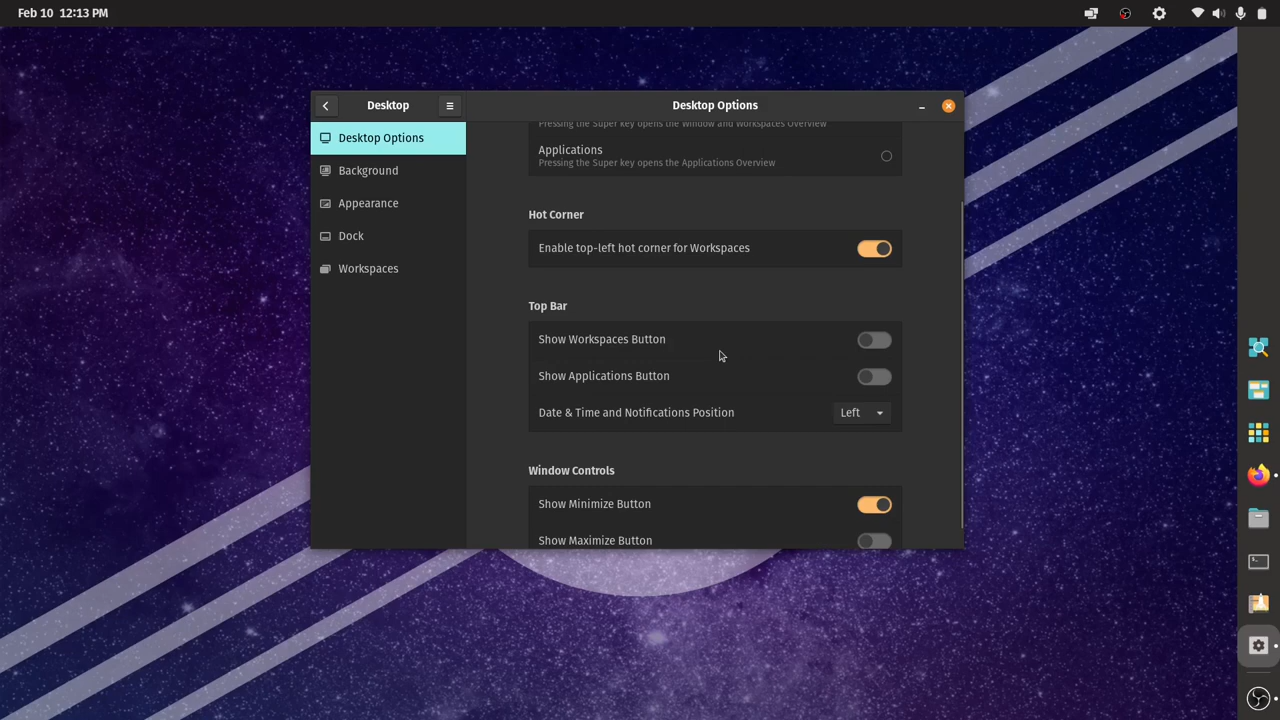 Feb 10 12:13 PM
Desktop
Desktop Options
Desktop Options
Background
Appearance
Dock
Workspaces
Pressing the Super key opens the Window and Workspaces Overview
Applications
Pressing the Super key opens the Applications Overview
Hot Corner
Enable top-left hot corner for Workspaces
Top Bar
Show Workspaces Button
Show Applications Button
Date & Time and Notifications Position
Left
Window Controls
Show Minimize Button
Show Maximize Button